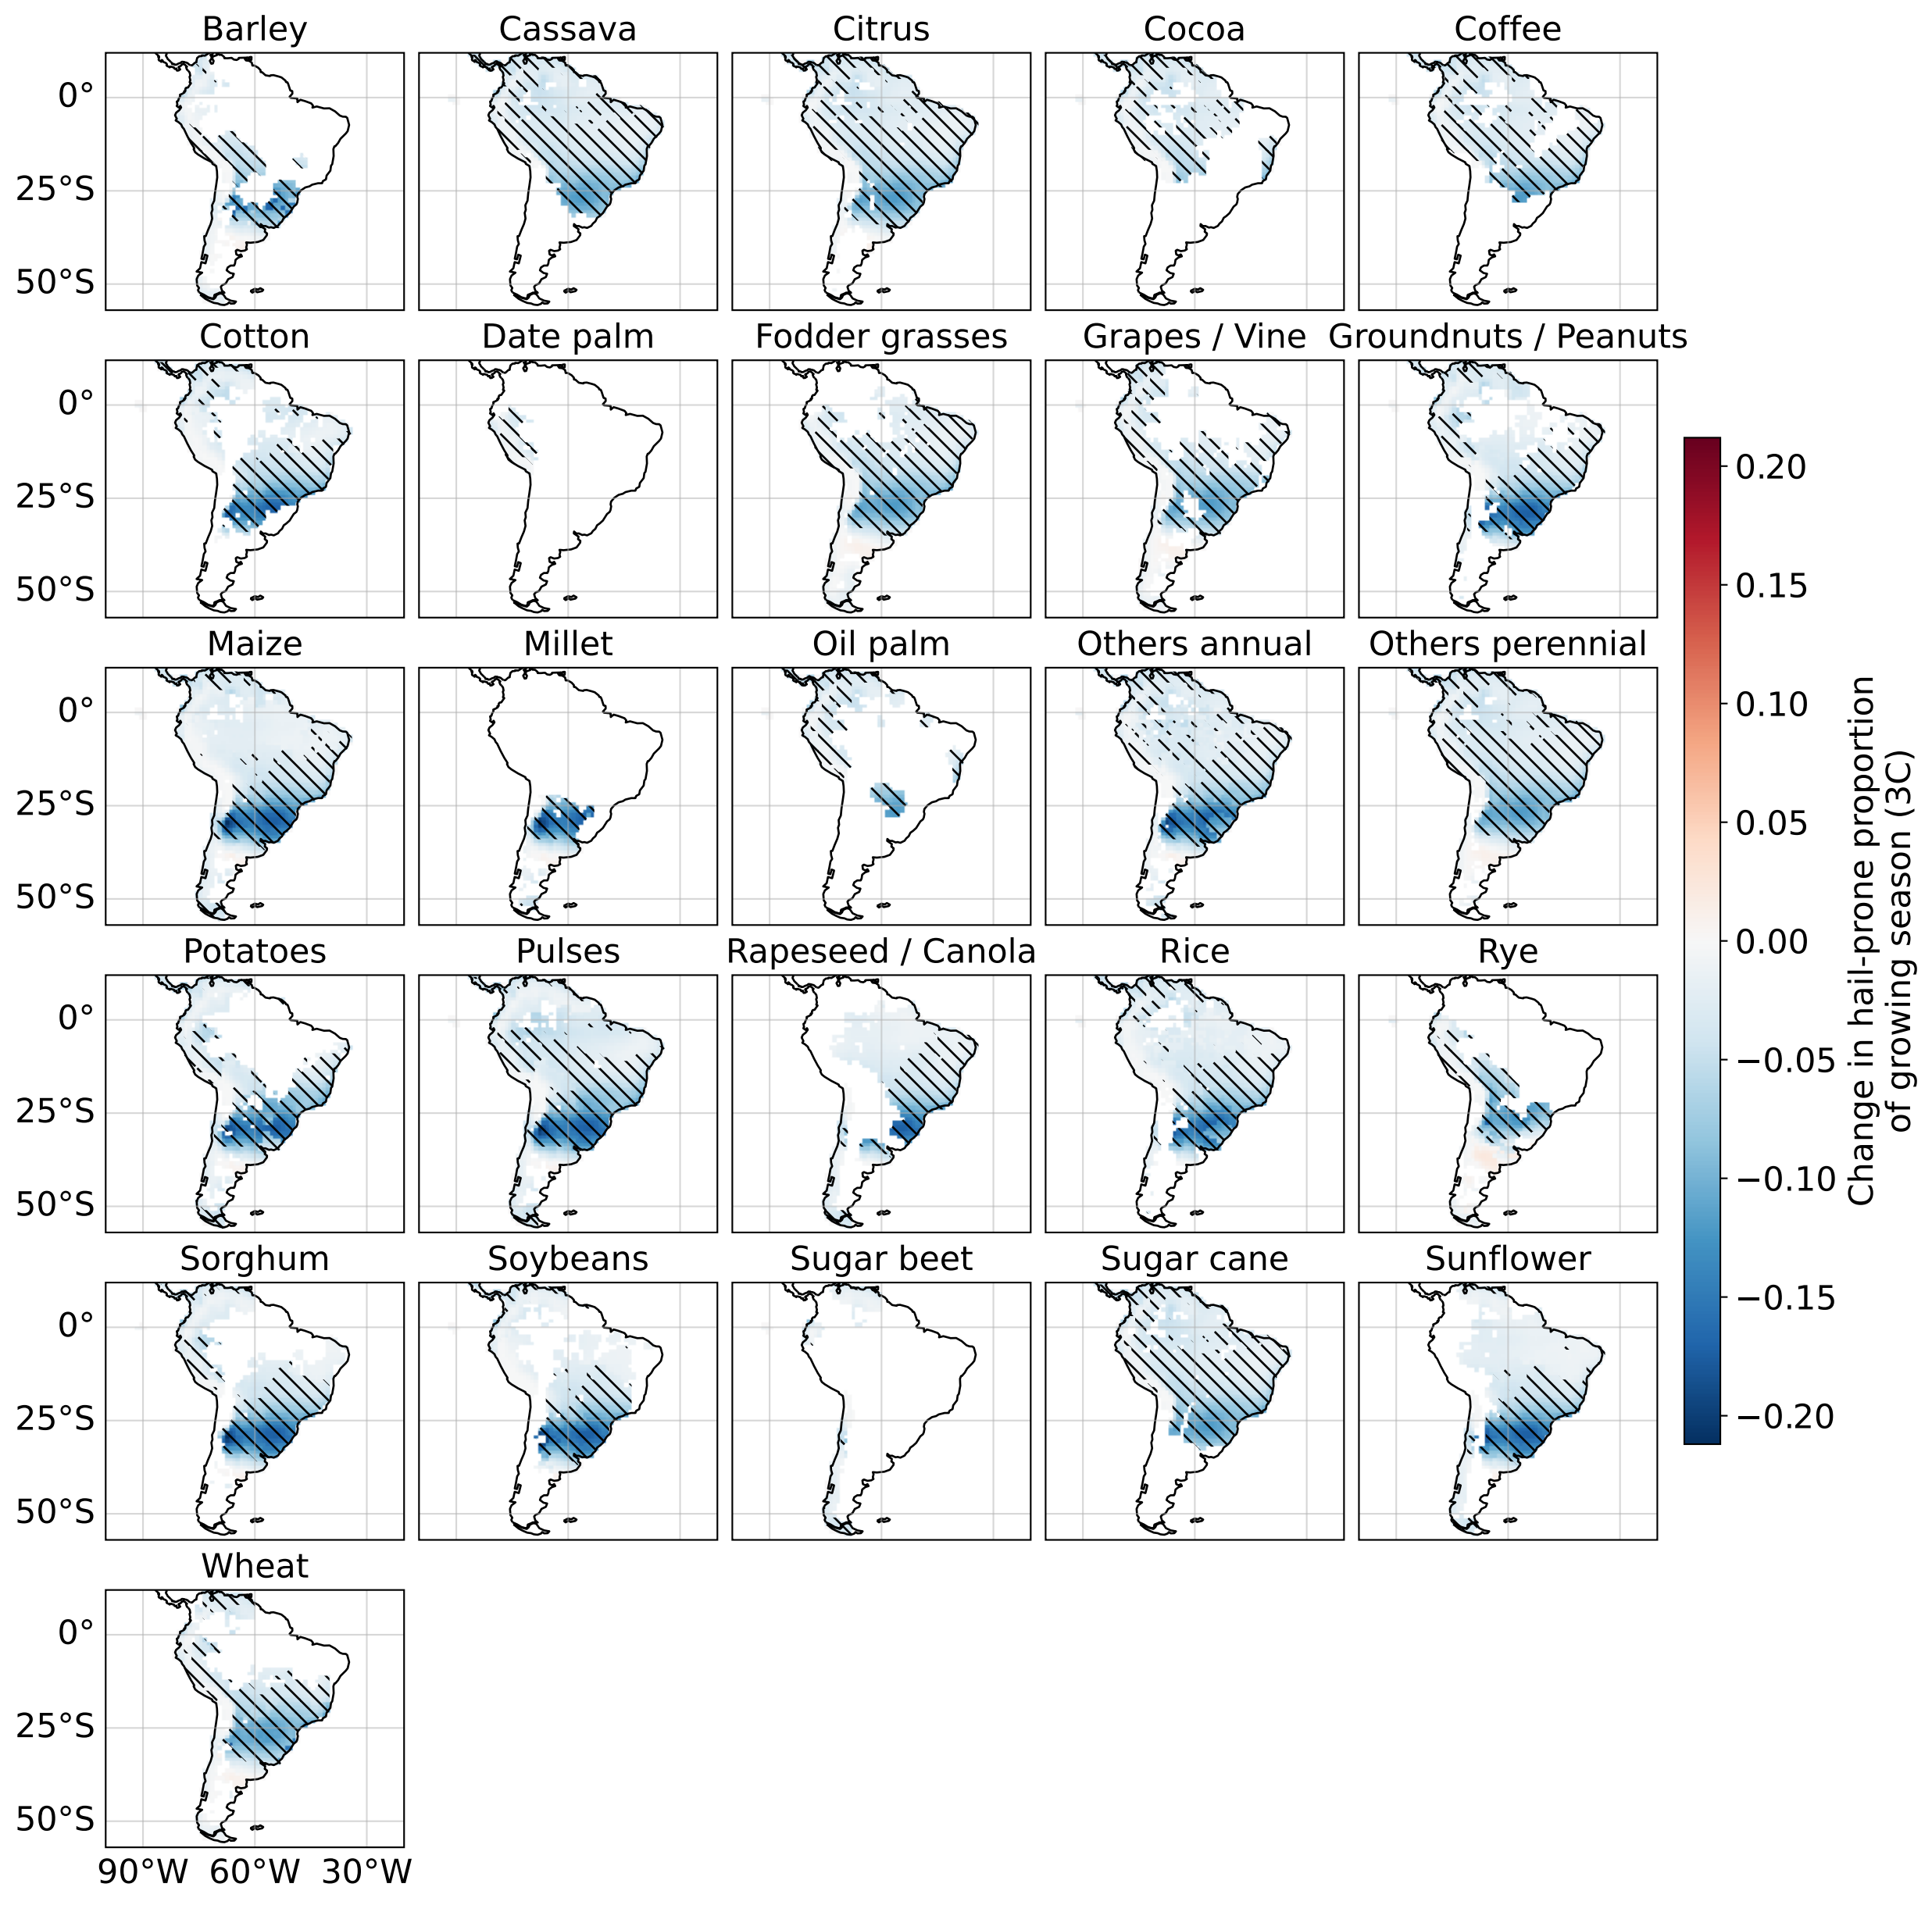 Barley Cassava Citrus Cocoa Coffee
0°
25°S
50°S
Cotton Date palm Fodder grasses Grapes / Vine Groundnuts / Peanuts
0°
25°S
50°S
Maize Millet Oil palm Others annual Others perennial
0°
25°S
50°S
Potatoes Pulses Rapeseed / Canola Rice Rye
0°
25°S
50°S
Sorghum Soybeans Sugar beet Sugar cane Sunflower
0°
25°S
50°S
Wheat
0°
25°S
50°S
90°W 60°W 30°W
0.20
0.15
0.10
0.05
0.00
−0.05
−0.10
−0.15
−0.20
Change in hail-prone proportion
of growing season (3C)